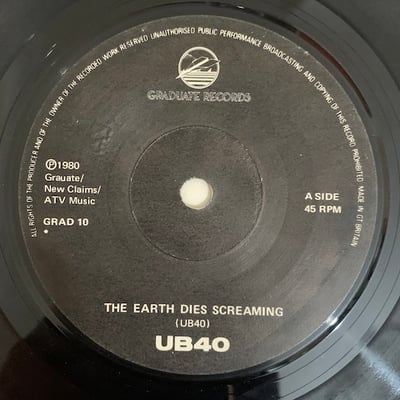 ALL RIGHTS OF THE PRODUCER AND OF THE OWNER OF THE RECORDED WORK RESERVED UNAUTHORISED PUBLIC PERFORMANCE BROADCASTING AND COPYING OF THIS RECORD PROHIBITED MADE IN GT BRITAIN
GRADUATE RECORDS
℗1980
Grauate/
New Claims/
ATV Music
GRAD 10
A SIDE
45 RPM
THE EARTH DIES SCREAMING
(UB40)
UB40